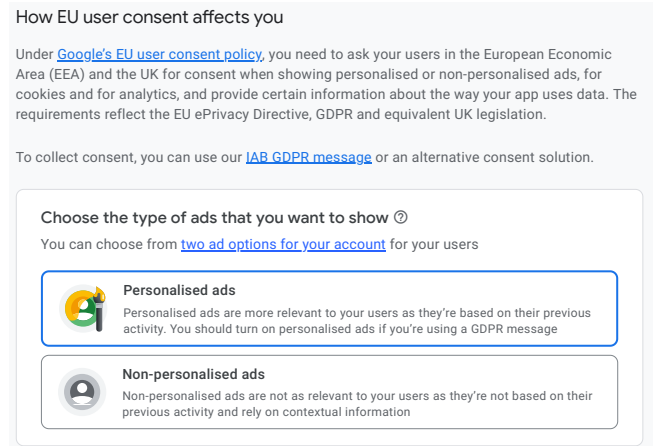 How EU user consent affects you
Under Google's EU user consent policy, you need to ask your users in the European Economic
Area (EEA) and the UK for consent when showing personalised or non-personalised ads, for
cookies and for analytics, and provide certain information about the way your app uses data. The
requirements reflect the EU ePrivacy Directive, GDPR and equivalent UK legislation.
To collect consent, you can use our IAB GDPR message or an alternative consent solution.
Choose the type of ads that you want to show
You can choose from two ad options for your account for your users
Personalised ads
Personalised ads are more relevant to your users as they're based on their previous
activity. You should turn on personalised ads if you're using a GDPR message
Non-personalised ads
Non-personalised ads are not as relevant to your users as they're not based on their
previous activity and rely on contextual information